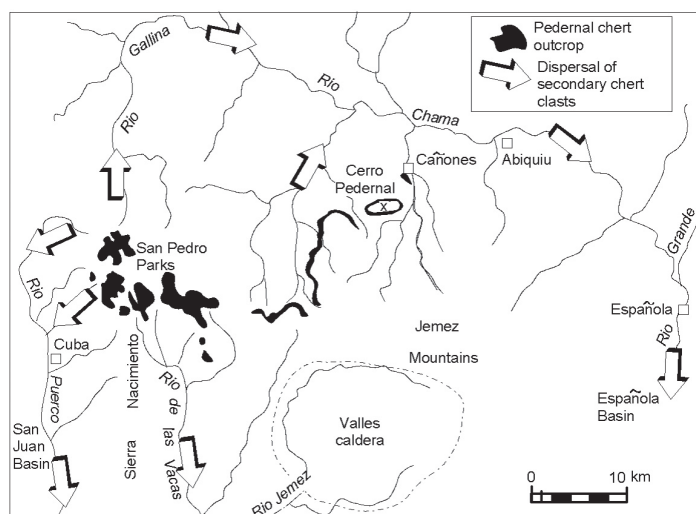 Pedernal chert
outcrop
Dispersal of
secondary chert
clasts
Gallina
Rio
Rio
Chama
Cañones
Abiquiu
Cerro
Pedernal
x
San Pedro
Parks
Rio
Grande
Española
Rio
Cuba
Puerco
Nacimiento
Sierra
Rio de las Vacas
Jemez
Mountains
Valles
caldera
Española
Basin
San
Juan
Basin
Rio Jemez
0 10 km